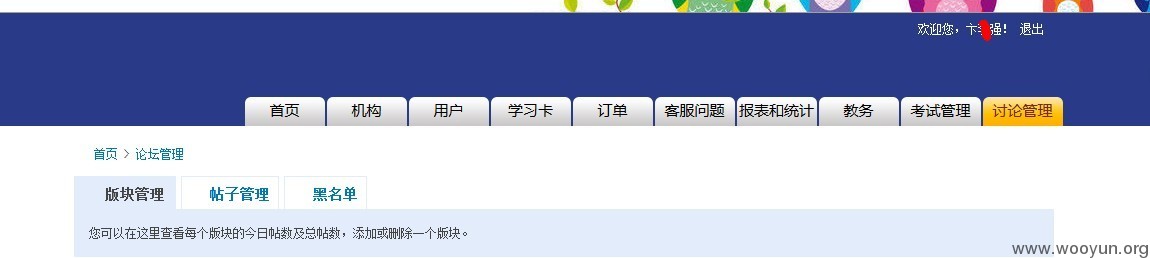 欢迎您，卞 强！ 退出
首页 机构 用户 学习卡 订单 客服问题 报表和统计 教务 考试管理 讨论管理
首页 > 论坛管理
版块管理 帖子管理 黑名单
您可以在这里查看每个版块的今日帖数及总帖数，添加或删除一个版块。
www.wooyun.org